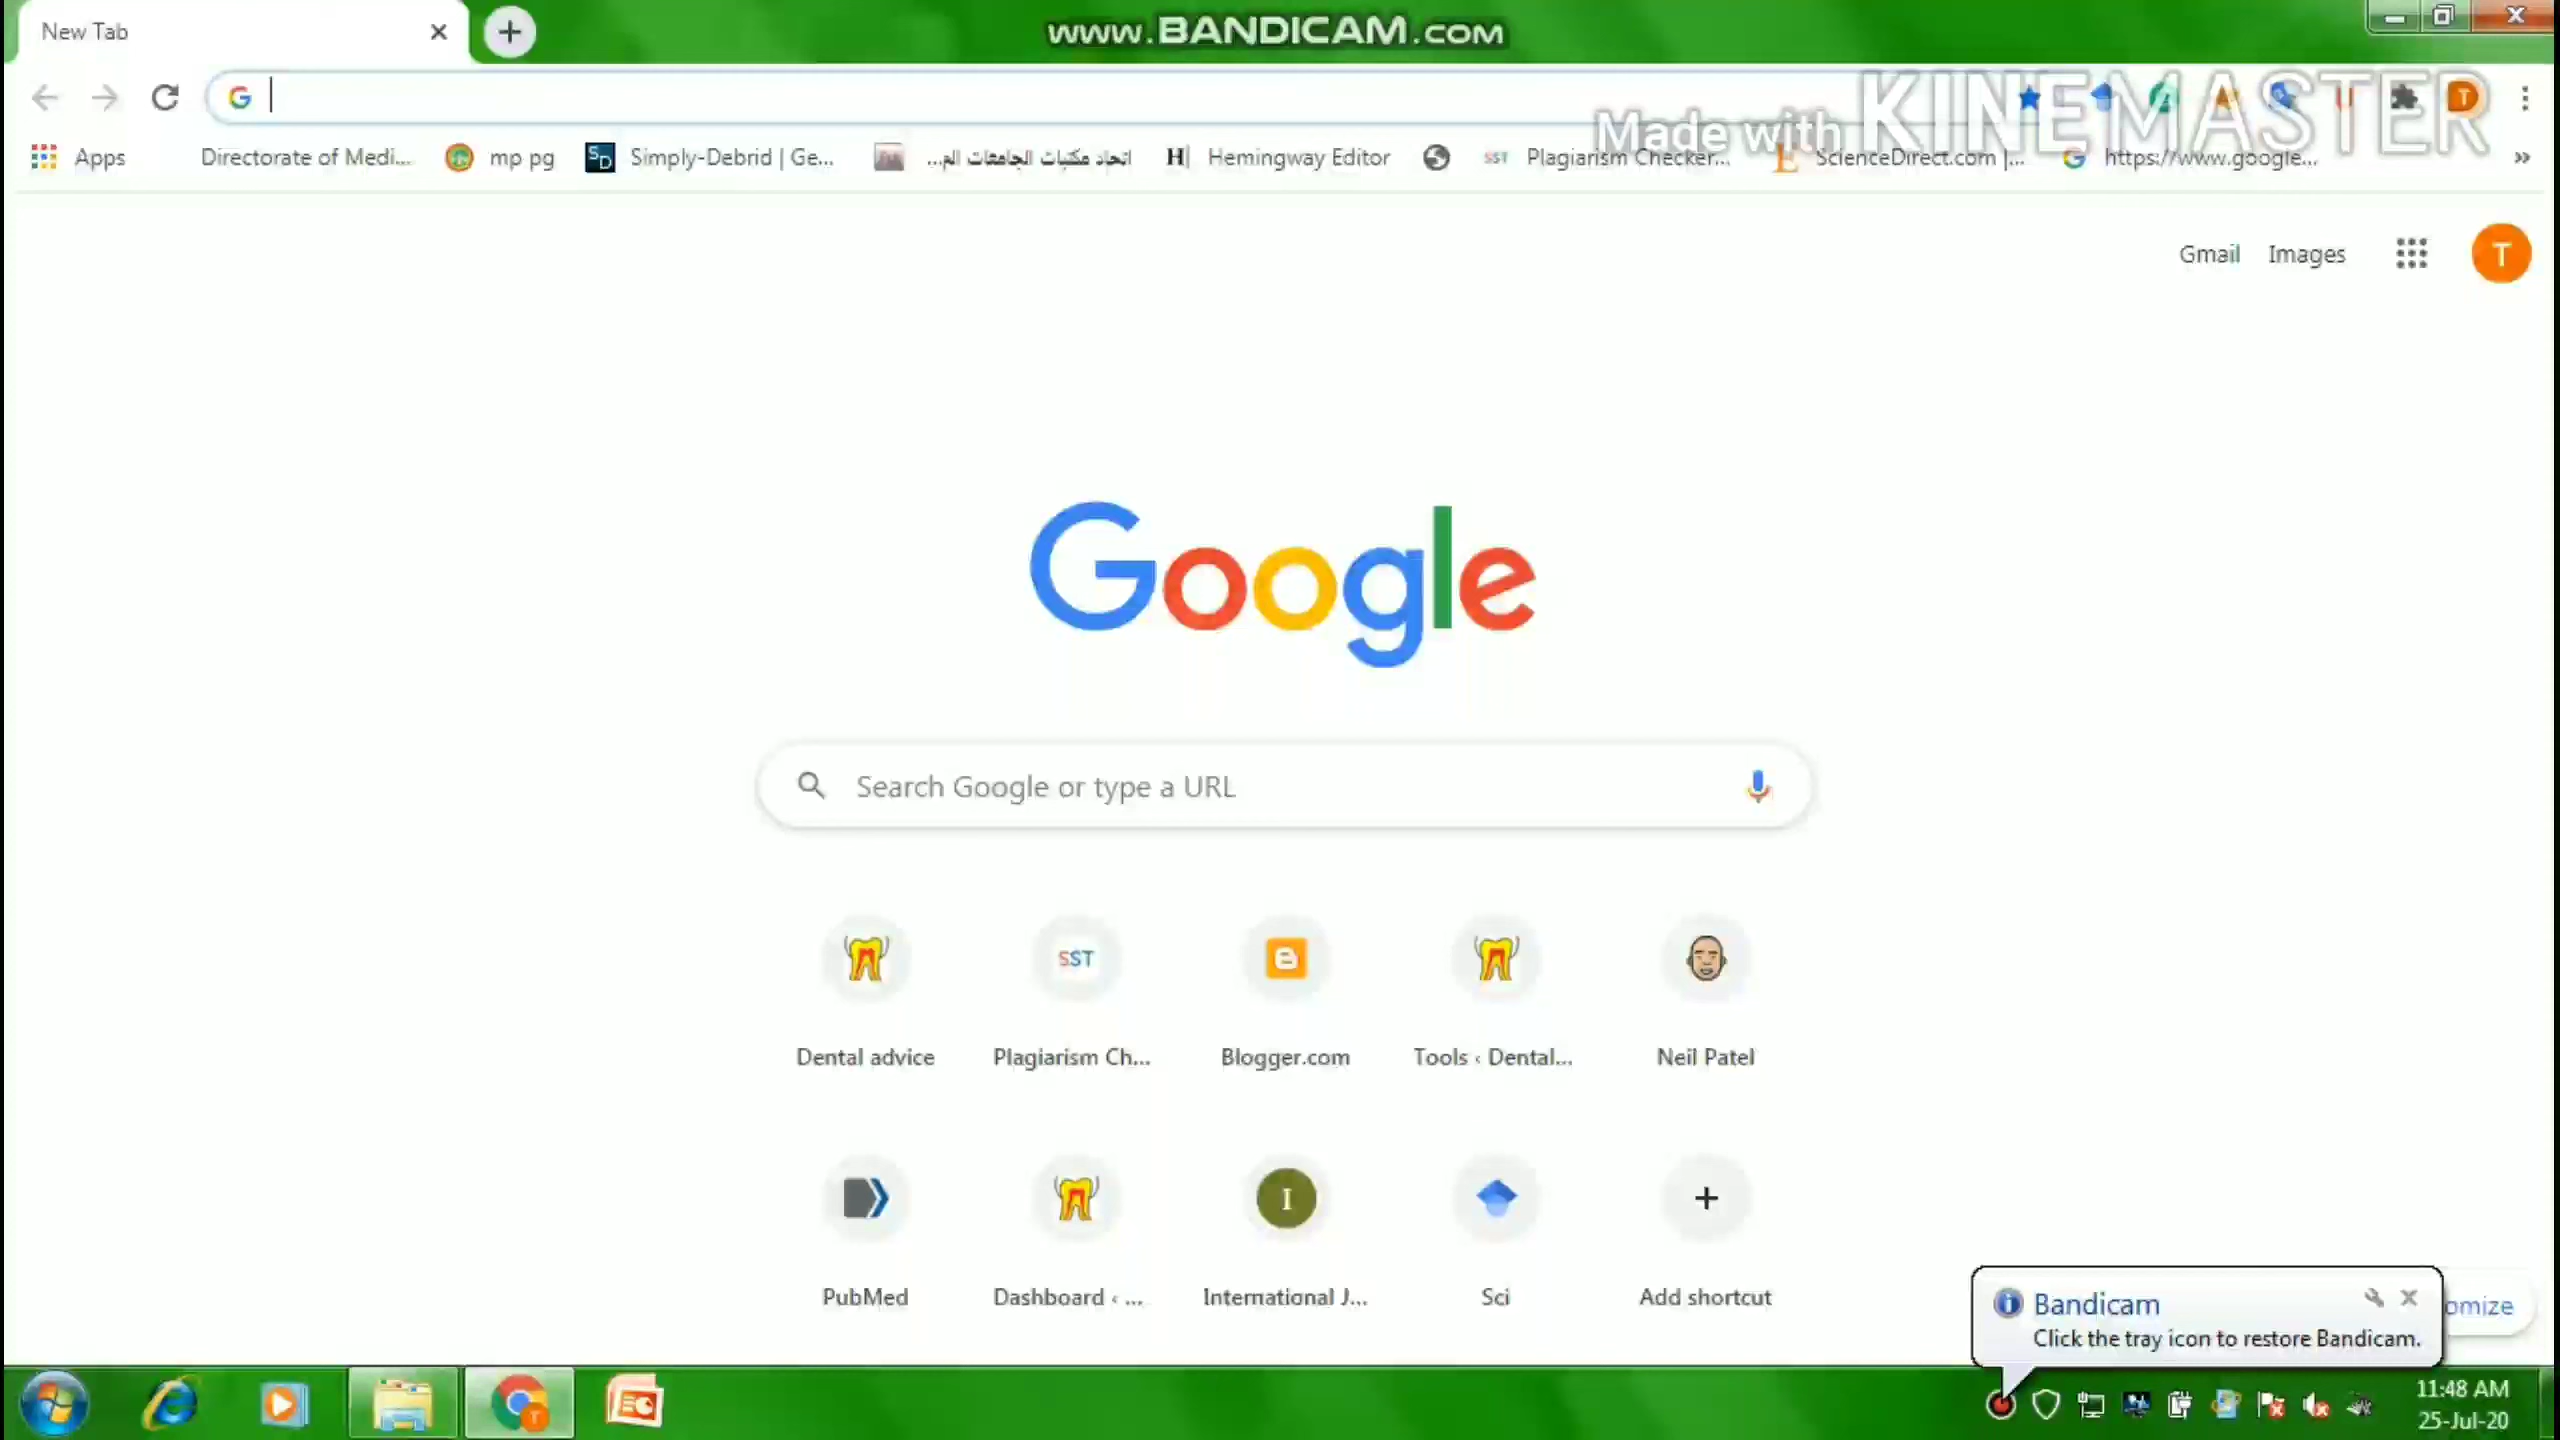 New Tab
www.BANDICAM.com
Made with KINEMASTER
Apps
Directorate of Medi...
mp pg
Simply-Debrid | Ge...
اتحاد مكتبات الجامعات الم...
Hemingway Editor
SST Plagiarism Checker...
ScienceDirect.com |...
https://www.google...
Gmail Images
T
Google
Search Google or type a URL
SST
Dental advice
Plagiarism Ch...
Blogger.com
Tools ‹ Dental...
Neil Patel
I
PubMed
Dashboard ‹ ...
International J...
Sci
Add shortcut
Bandicam
omize
Click the tray icon to restore Bandicam.
11:48 AM
25-Jul-20